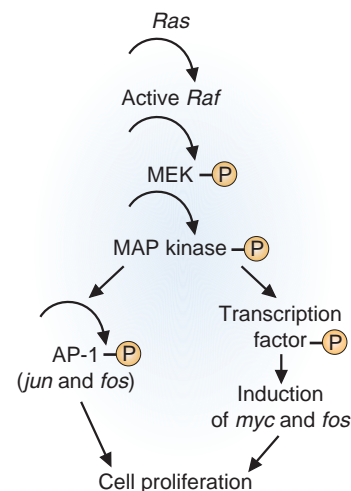 Ras
Active Raf
MEK P
MAP kinase P
AP-1 P
(jun and fos)
Transcription
factor P
Induction
of myc and fos
Cell proliferation